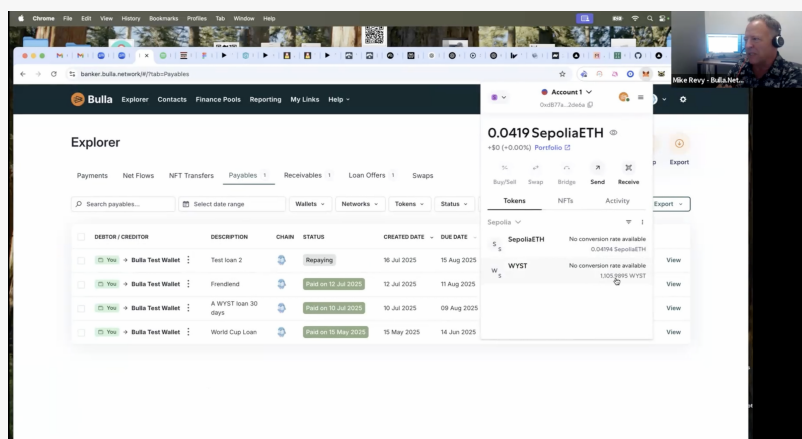 Chrome File Edit View History Bookmarks Profiles Tab Window Help
banker.bulla.network/#/?tab=Payables
Mike Revy - Bulla.Net...
Bulla Explorer Contacts Finance Pools Reporting My Links Help
Account 1
0xdB77a...2de6a
Explorer
0.0419 SepoliaETH
+$0 (+0.00%) Portfolio
Export
Payments Net Flows NFT Transfers Payables 1 Receivables 1 Loan Offers 1 Swaps
Buy/Sell Swap Bridge Send Receive
Search payables... Select date range Wallets Networks Tokens Status Export
Tokens NFTs Activity
Sepolia
DEBTOR / CREDITOR DESCRIPTION CHAIN STATUS CREATED DATE DUE DATE
S S SepoliaETH No conversion rate available
0.04194 SepoliaETH
You → Bulla Test Wallet Test loan 2 Repaying 16 Jul 2025 15 Aug 2025 View
W S WYST No conversion rate available
1,105.9895 WYST
You → Bulla Test Wallet Frendlend Paid on 12 Jul 2025 12 Jul 2025 11 Aug 2025 View
You → Bulla Test Wallet A WYST loan 30 days Paid on 10 Jul 2025 10 Jul 2025 09 Aug 2025 View
You → Bulla Test Wallet World Cup Loan Paid on 15 May 2025 15 May 2025 14 Jun 2025 View